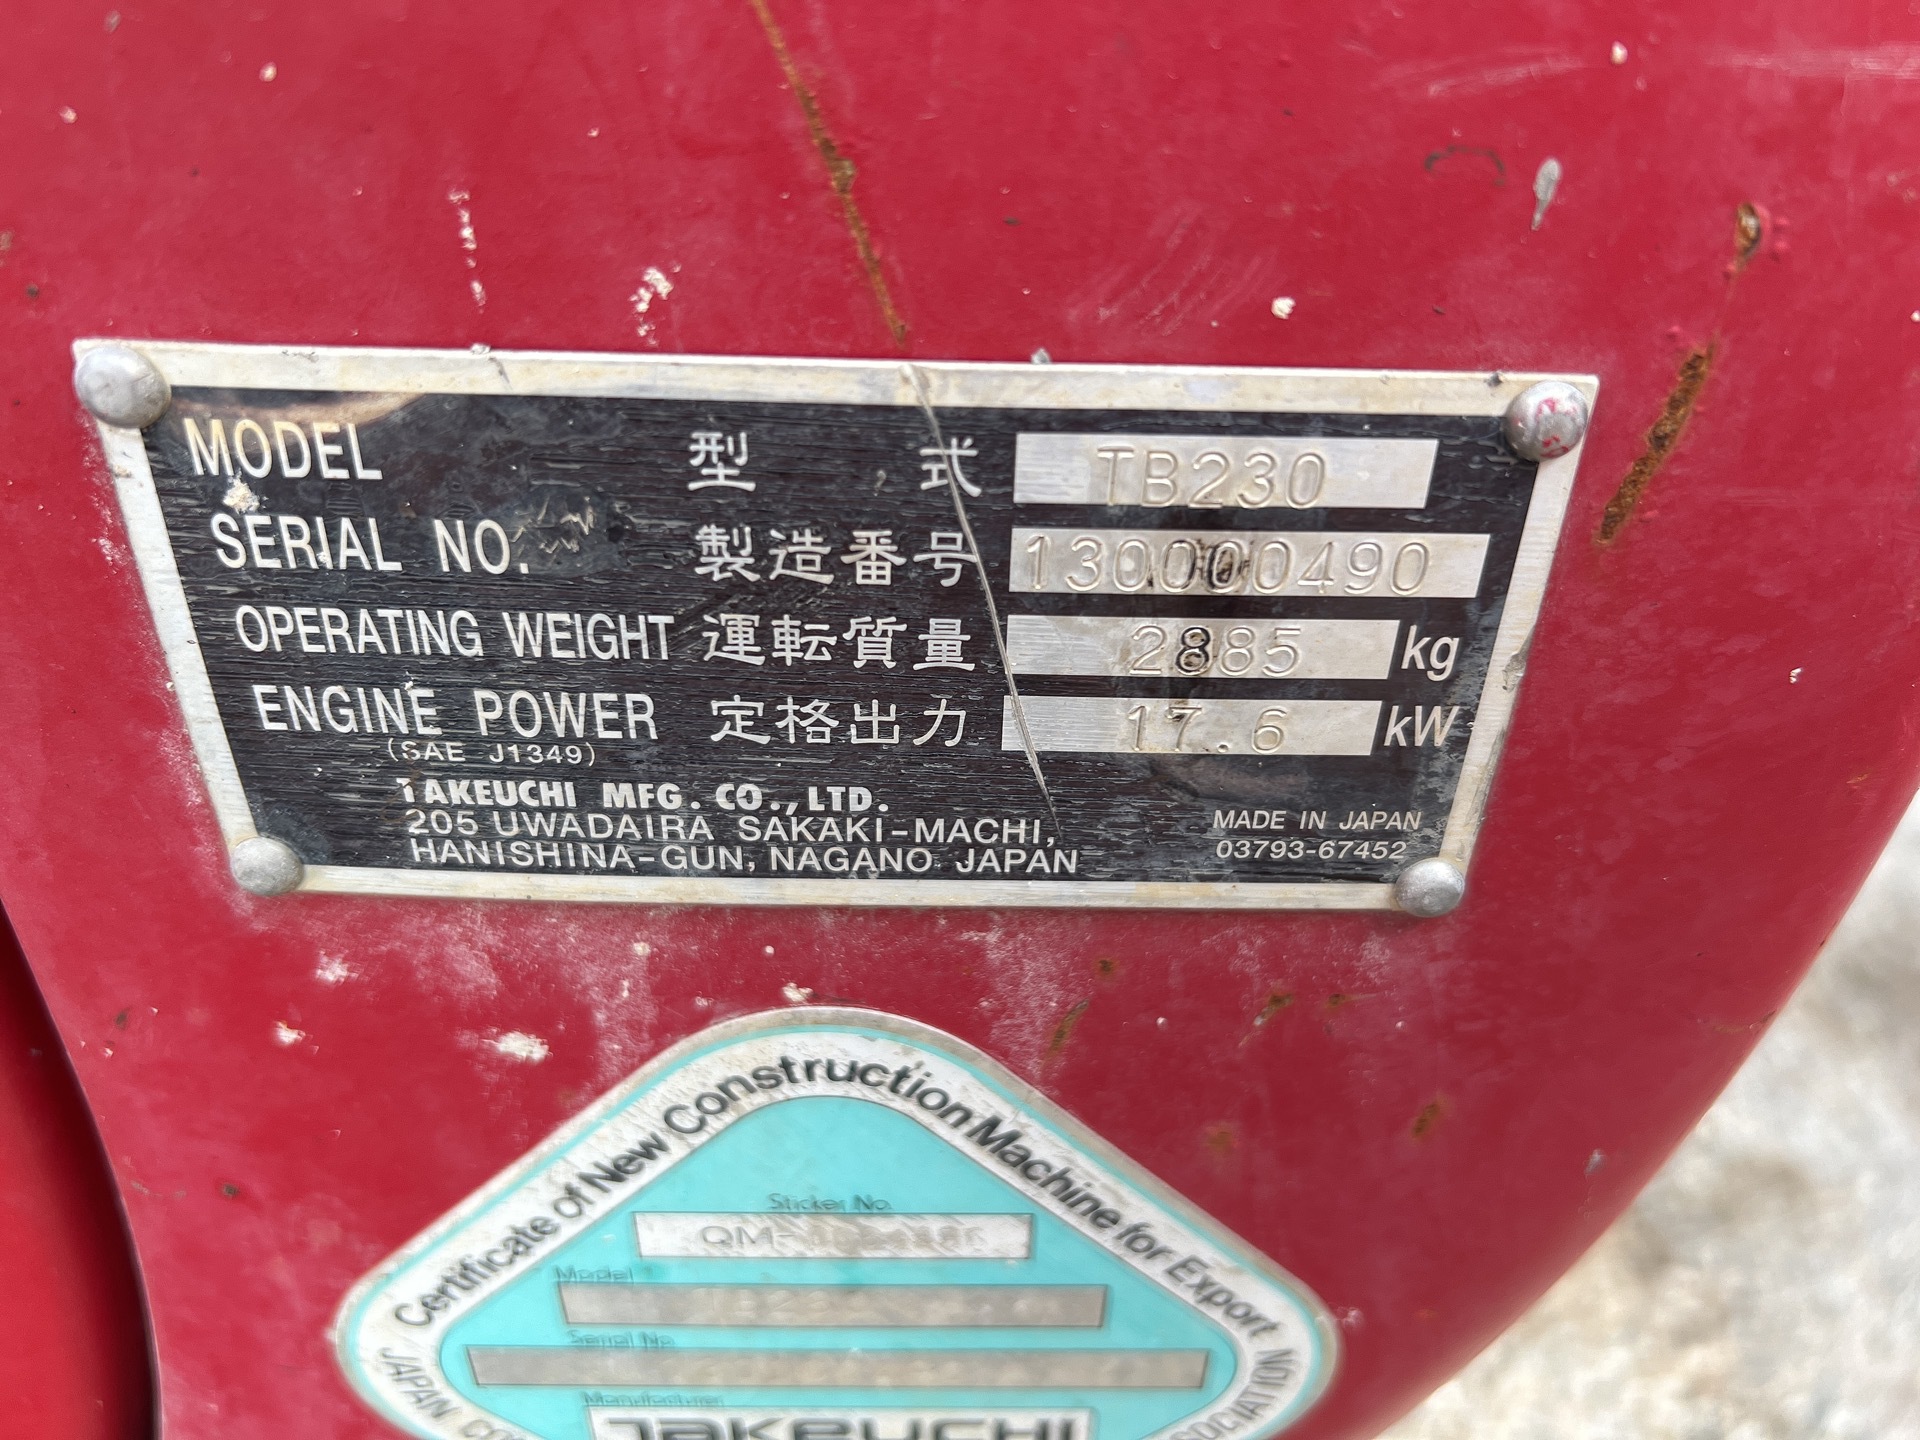 MODEL 型式 TB230
SERIAL NO. 製造番号 130000490
OPERATING WEIGHT 運転質量 2885 kg
ENGINE POWER 定格出力 17.6 kW
(SAE J1349)
TAKEUCHI MFG. CO.,LTD.
205 UWADAIRA SAKAKI-MACHI,
HANISHINA-GUN, NAGANO JAPAN
MADE IN JAPAN
03793-67452
Certificate of New Construction Machine for Export
Sticker No.
QM-
Model
Serial No.
Manufacturer
TAKEUCHI
JAPAN